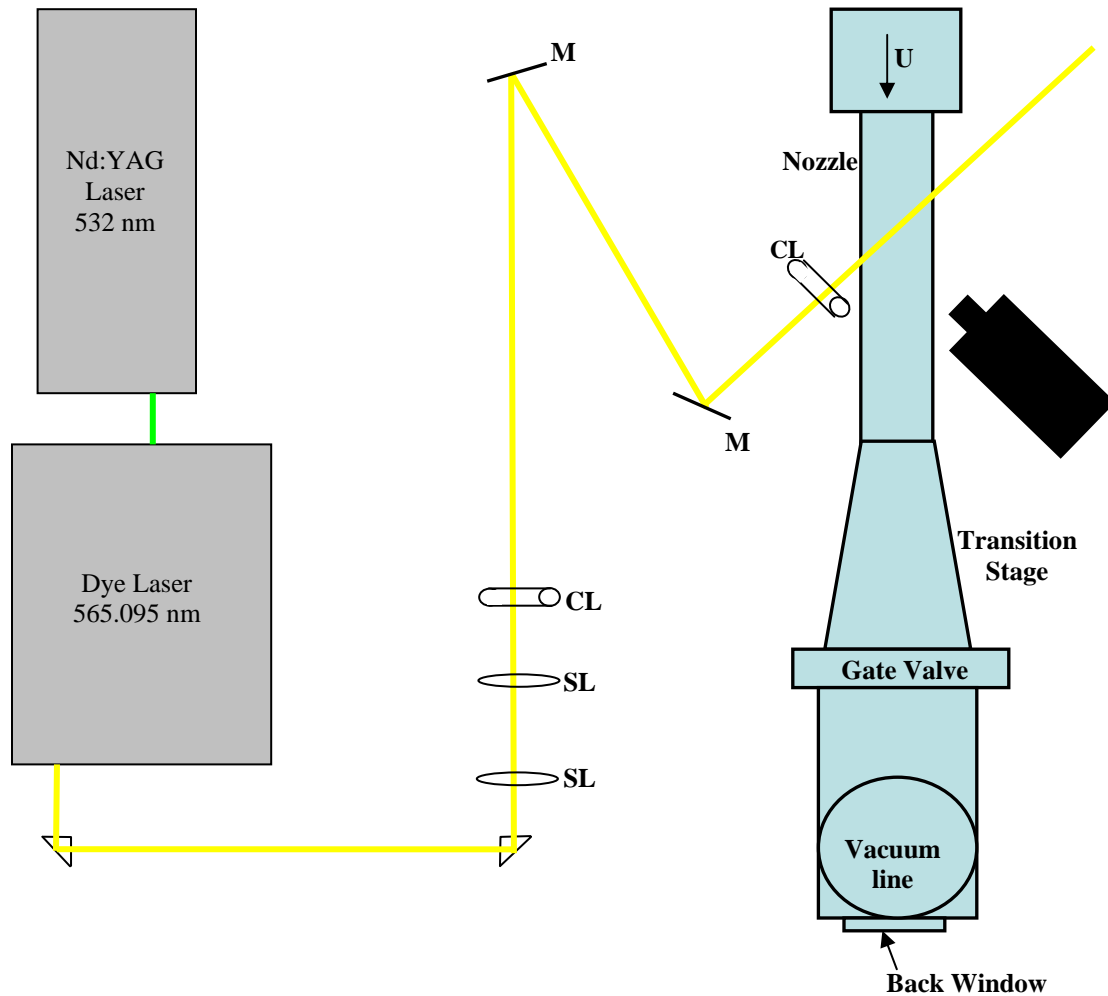 M
U
Nd:YAG
Laser
532 nm
Nozzle
CL
M
Dye Laser
565.095 nm
CL
Transition
Stage
SL
Gate Valve
SL
Vacuum
line
Back Window